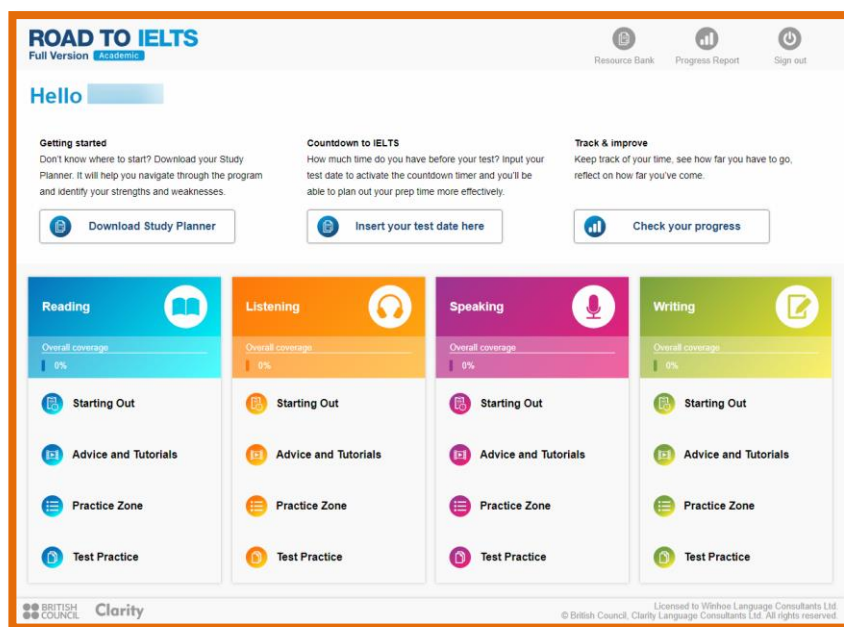 ROAD TO IELTS
Full Version Academic
Resource Bank
Progress Report
Sign out
Hello
Getting started
Don't know where to start? Download your Study
Planner. It will help you navigate through the program
and identify your strengths and weaknesses.
Download Study Planner
Countdown to IELTS
How much time do you have before your test? Input your
test date to activate the countdown timer and you'll be
able to plan out your prep time more effectively.
Insert your test date here
Track & improve
Keep track of your time, see how far you have to go,
reflect on how far you've come.
Check your progress
Reading
Overall coverage
0%
Starting Out
Advice and Tutorials
Practice Zone
Test Practice
Listening
Overall coverage
0%
Starting Out
Advice and Tutorials
Practice Zone
Test Practice
Speaking
Overall coverage
0%
Starting Out
Advice and Tutorials
Practice Zone
Test Practice
Writing
Overall coverage
0%
Starting Out
Advice and Tutorials
Practice Zone
Test Practice
BRITISH
COUNCIL
Clarity
Licensed to Winhoe Language Consultants Ltd
© British Council, Clarity Language Consultants Ltd. All rights reserved